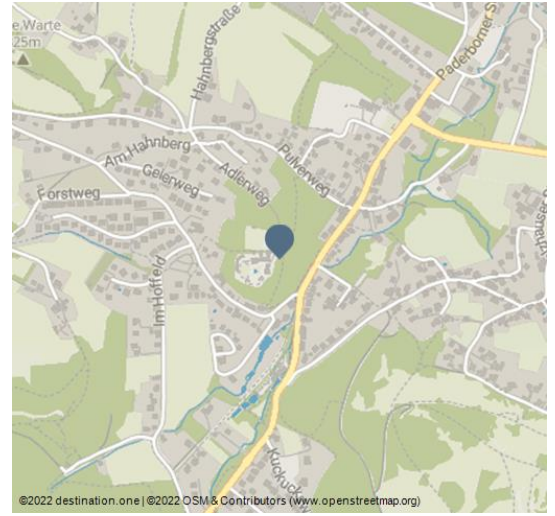 e Warte
25m
Hahnbergstraße
Paderborner S
Am Hahnberg
Pulverweg
Geierweg
Adlerweg
Forstweg
Im Hoffeld
Kuckucksw
©2022 destination.one | ©2022 OSM & Contributors (www.openstreetmap.org)